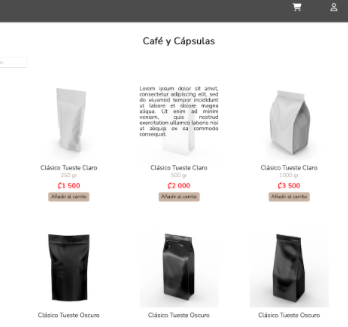 Café y Cápsulas
Lorem ipsum dolor sit amet,
consectetur adipiscing elit, sed
do eiusmod tempor incididunt
ut labore et dolore magna
aliqua. Ut enim ad minim
veniam, quis nostrud
exercitation ullamco laboris nisi
ut aliquip ex ea commodo
consequat.
Clásico Tueste Claro
250 gr
₡1 500
Añadir al carrito
Clásico Tueste Claro
500 gr
₡2 000
Añadir al carrito
Clásico Tueste Claro
1000 gr
₡3 500
Añadir al carrito
Clásico Tueste Oscuro
Clásico Tueste Oscuro
Clásico Tueste Oscuro